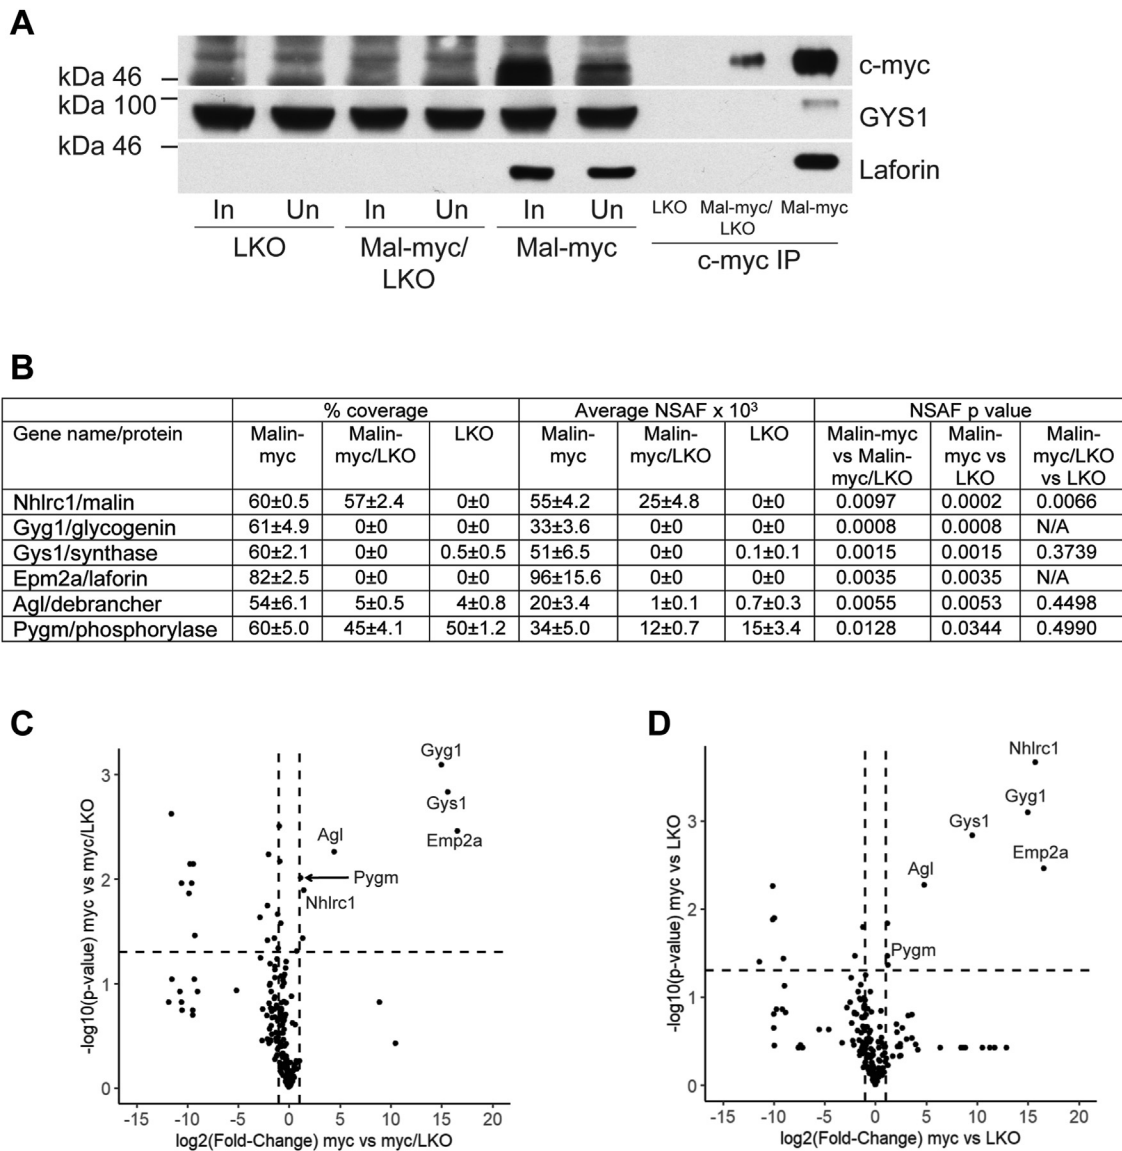 A
kDa 46
kDa 100
kDa 46
c-myc
GYS1
Laforin
In Un In Un In Un LKO Mal-myc/ LKO Mal-myc
LKO Mal-myc/ LKO Mal-myc c-myc IP
B
% coverage Average NSAF x 10³ NSAF p value
Gene name/protein Malin-myc Malin-myc/LKO LKO Malin-myc Malin-myc/LKO LKO Malin-myc vs Malin-myc/LKO Malin-myc vs LKO Malin-myc/LKO vs LKO
Nhlrc1/malin 60±0.5 57±2.4 0±0 55±4.2 25±4.8 0±0 0.0097 0.0002 0.0066
Gyg1/glycogenin 61±4.9 0±0 0±0 33±3.6 0±0 0±0 0.0008 0.0008 N/A
Gys1/synthase 60±2.1 0±0 0.5±0.5 51±6.5 0±0 0.1±0.1 0.0015 0.0015 0.3739
Epm2a/laforin 82±2.5 0±0 0±0 96±15.6 0±0 0±0 0.0035 0.0035 N/A
Agl/debrancher 54±6.1 5±0.5 4±0.8 20±3.4 1±0.1 0.7±0.3 0.0055 0.0053 0.4498
Pygm/phosphorylase 60±5.0 45±4.1 50±1.2 34±5.0 12±0.7 15±3.4 0.0128 0.0344 0.4990
C
-log10(p-value) myc vs myc/LKO
3
2
1
0
Gyg1
Gys1
Emp2a
Agl
Pygm
Nhlrc1
-15 -10 -5 0 5 10 15 20
log2(Fold-Change) myc vs myc/LKO
D
-log10(p-value) myc vs LKO
3
2
1
0
Nhlrc1
Gyg1
Gys1
Emp2a
Agl
Pygm
-15 -10 -5 0 5 10 15 20
log2(Fold-Change) myc vs LKO